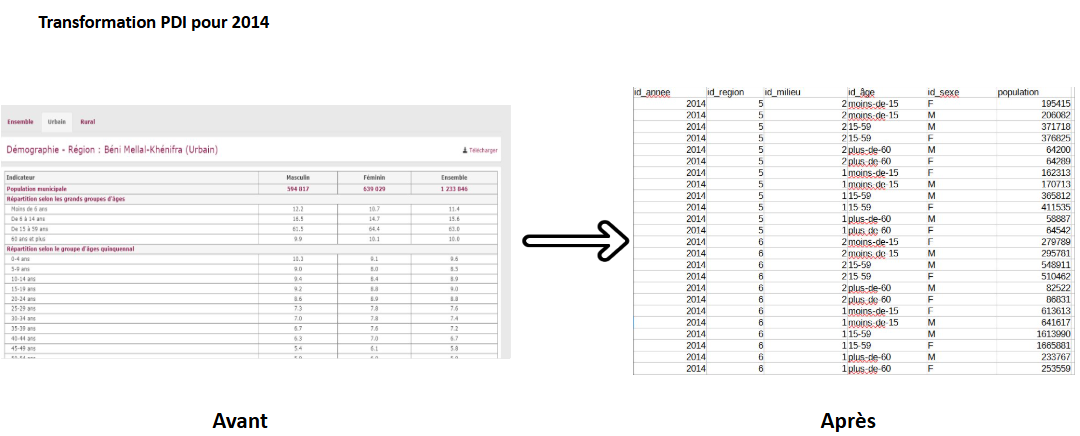 Transformation PDI pour 2014
Ensemble Urbain Rural
Démographie - Région : Béni Mellal-Khénifra (Urbain) Télécharger
Indicateur Masculin Féminin Ensemble
Population municipale 594 817 639 029 1 233 846
Répartition selon les grands groupes d'âges
Moins de 6 ans 12.2 10.7 11.4
De 6 à 14 ans 16.5 14.7 15.6
De 15 à 59 ans 61.5 64.4 63.0
60 ans et plus 9.9 10.1 10.0
Répartition selon le groupe d'âges quinquennal
0-4 ans 10.3 9.1 9.6
5-9 ans 9.0 8.0 8.5
10-14 ans 9.4 8.4 8.9
15-19 ans 9.2 8.8 9.0
20-24 ans 8.6 8.9 8.8
25-29 ans 7.3 7.8 7.6
30-34 ans 7.0 7.8 7.4
35-39 ans 6.7 7.6 7.2
40-44 ans 6.3 7.0 6.7
45-49 ans 5.4 6.1 5.8
id_annee id_region id_milieu id_âge id_sexe population
2014 5 2 moins-de-15 F 195415
2014 5 2 moins-de-15 M 206082
2014 5 2 15-59 M 371718
2014 5 2 15-59 F 376825
2014 5 2 plus-de-60 M 64200
2014 5 2 plus-de-60 F 64289
2014 5 1 moins-de-15 F 162313
2014 5 1 moins-de-15 M 170713
2014 5 1 15-59 M 365812
2014 5 1 15-59 F 411535
2014 5 1 plus-de-60 M 58887
2014 5 1 plus-de-60 F 64542
2014 6 2 moins-de-15 F 279789
2014 6 2 moins-de-15 M 295781
2014 6 2 15-59 M 548911
2014 6 2 15-59 F 510462
2014 6 2 plus-de-60 M 82522
2014 6 2 plus-de-60 F 86831
2014 6 1 moins-de-15 F 613613
2014 6 1 moins-de-15 M 641617
2014 6 1 15-59 M 1613990
2014 6 1 15-59 F 1665881
2014 6 1 plus-de-60 M 233767
2014 6 1 plus-de-60 F 253559
Avant Après